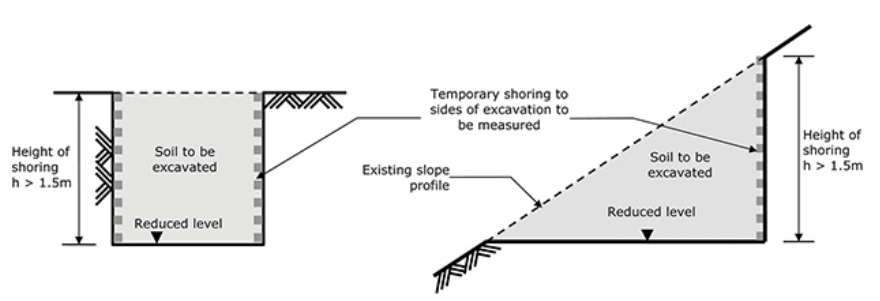 Height of
shoring
h > 1.5m
Soil to be
excavated
Reduced level
Temporary shoring to
sides of excavation to
be measured
Existing slope
profile
Soil to be
excavated
Reduced level
Height of
shoring
h > 1.5m